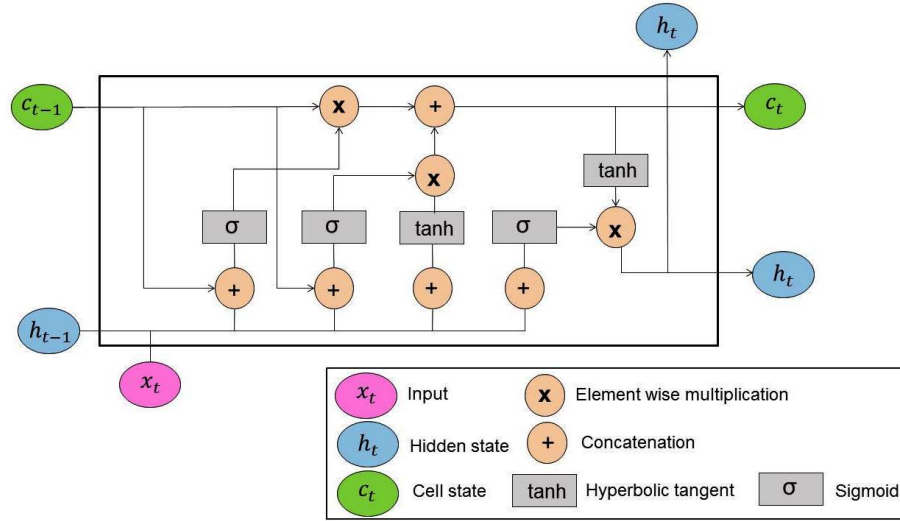 h_t
c_{t-1}
x
+
c_t
x
tanh
σ
σ
tanh
σ
x
+
+
+
+
h_t
h_{t-1}
x_t
x_t Input
x Element wise multiplication
h_t Hidden state
+ Concatenation
c_t Cell state
tanh Hyperbolic tangent
σ Sigmoid